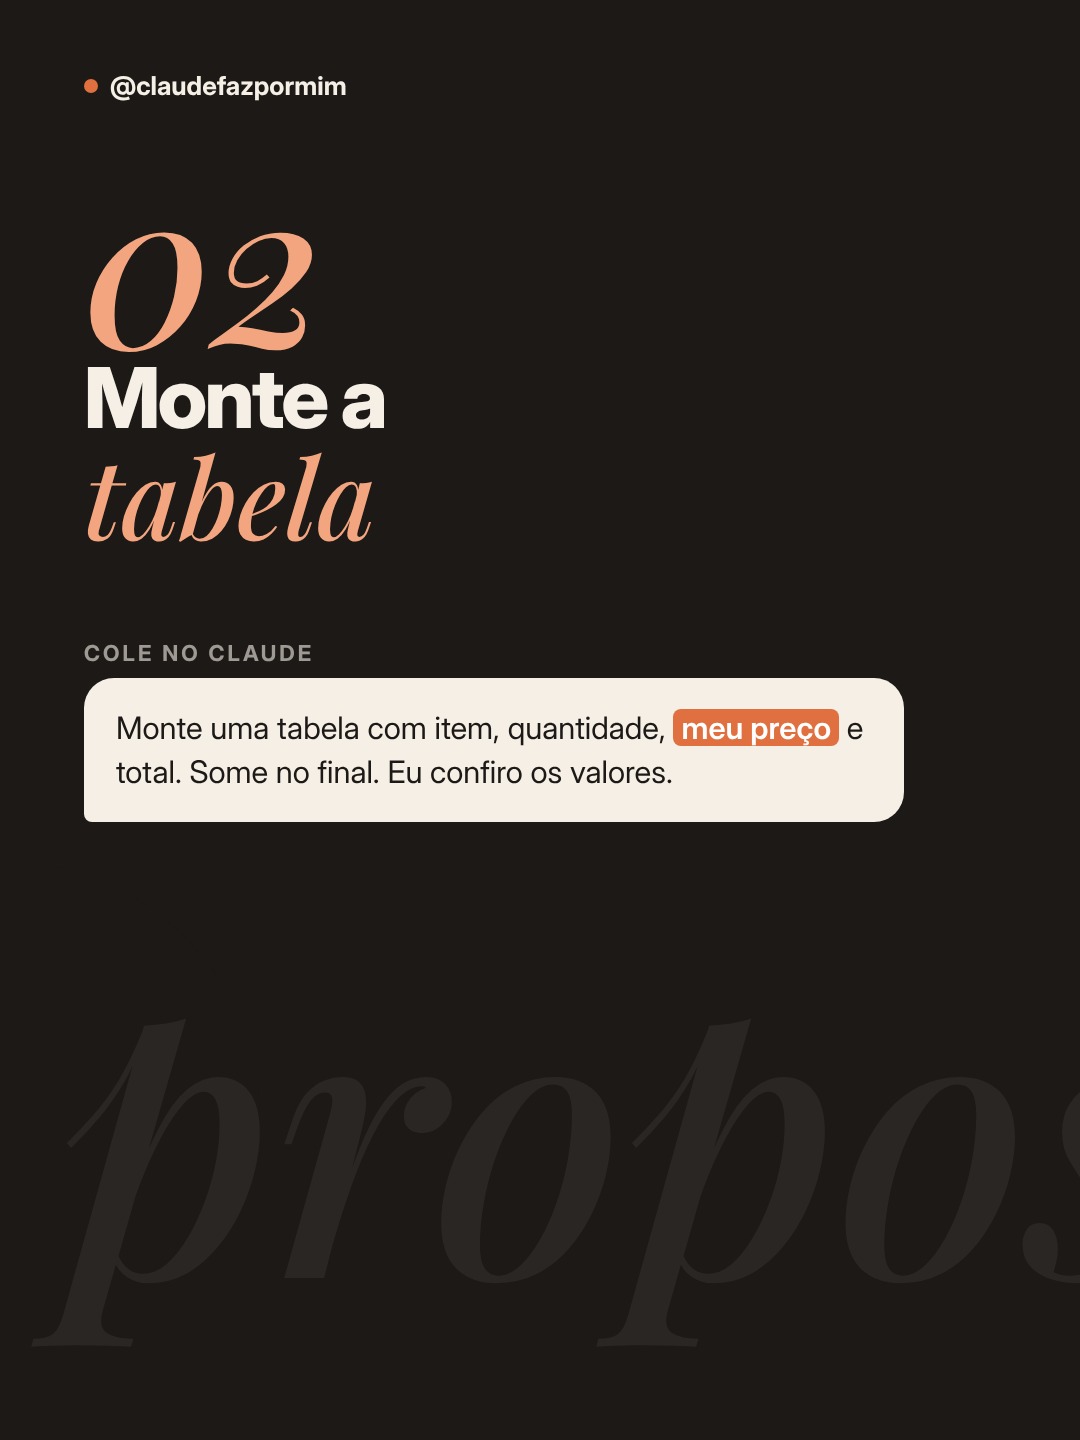 @claudefazpormim
02
Monte a
tabela
COLE NO CLAUDE
Monte uma tabela com item, quantidade, meu preço e
total. Some no final. Eu confiro os valores.
propos